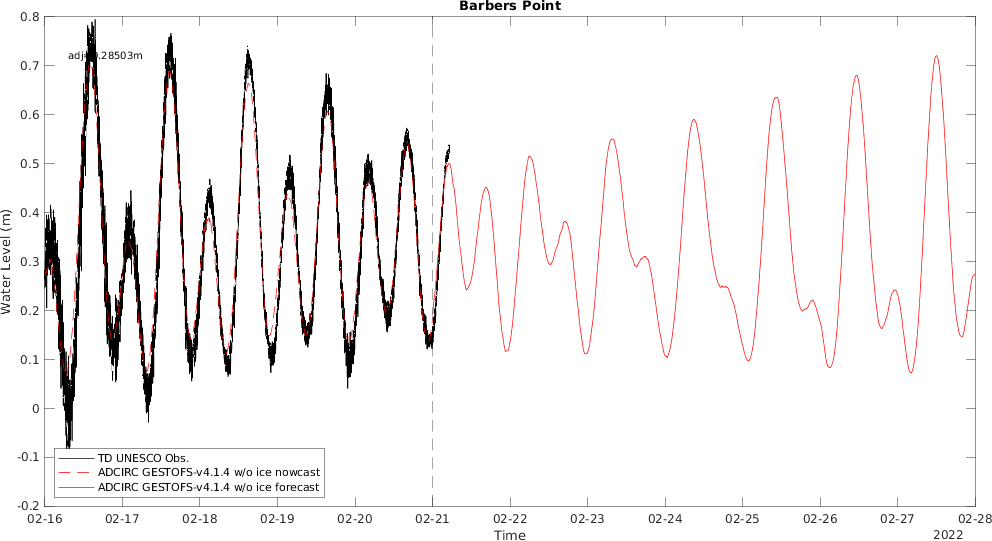 Barbers Point
0.8
0.7
0.6
0.5
0.4
0.3
0.2
0.1
0
-0.1
-0.2
Water Level (m)
TD UNESCO Obs.
ADCIRC GESTOFS-v4.1.4 w/o ice nowcast
ADCIRC GESTOFS-v4.1.4 w/o ice forecast
02-16 02-17 02-18 02-19 02-20 02-21 02-22 02-23 02-24 02-25 02-26 02-27 02-28
Time
2022